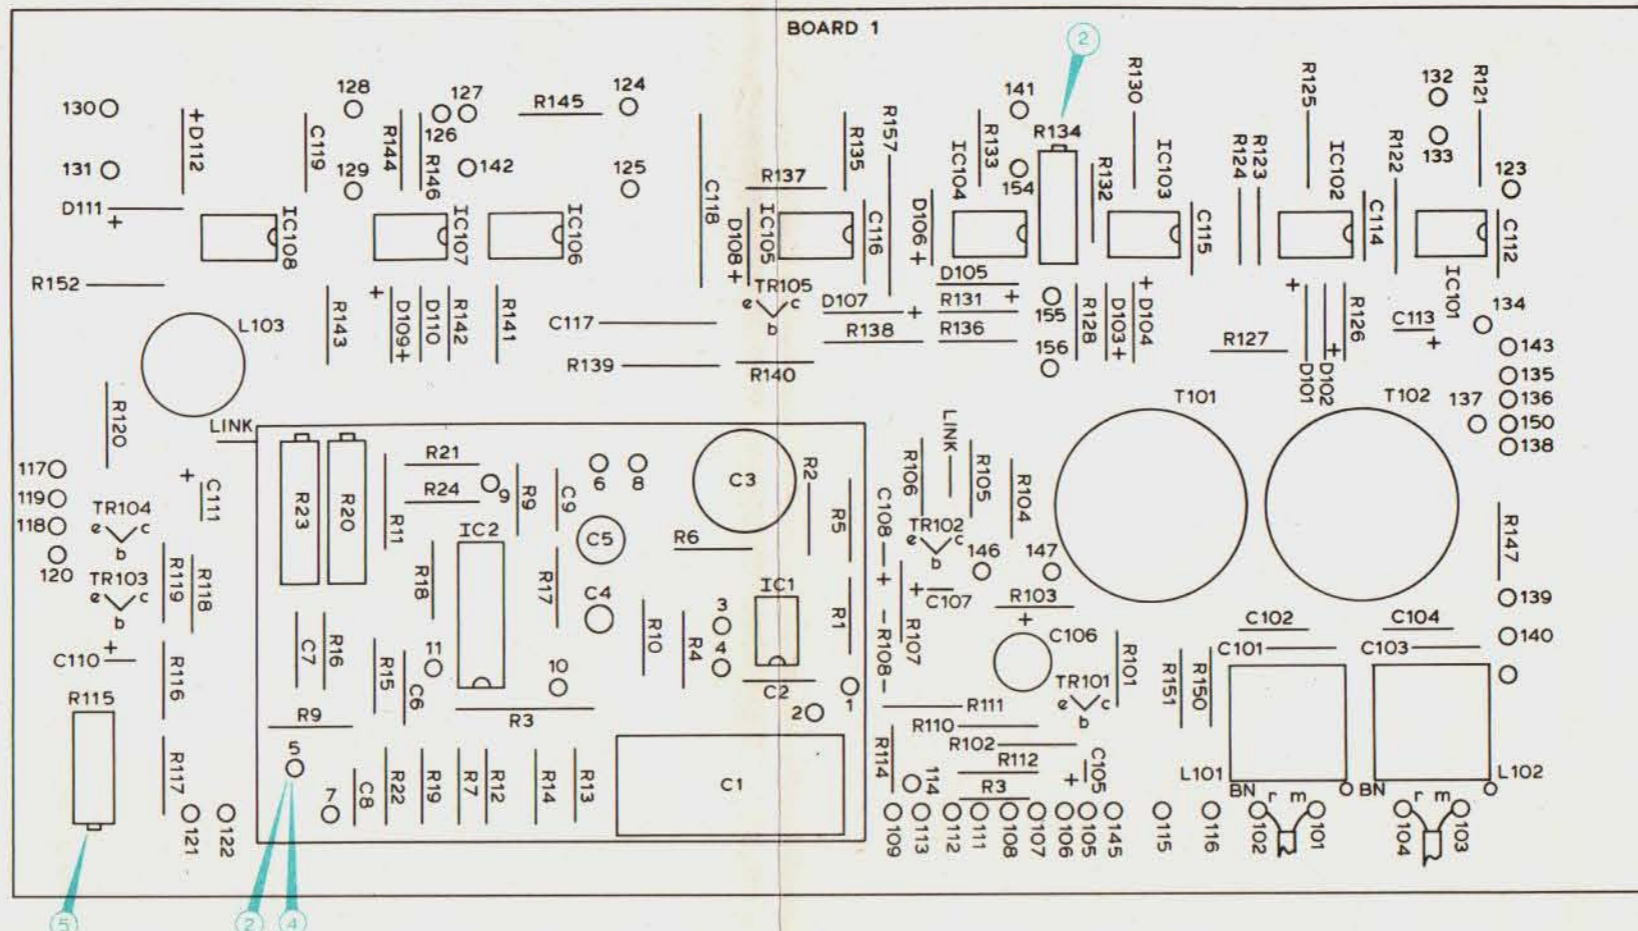 BOARD 1
2
130
D112
+
131
D111
+
R152
L103
C119
128
129
R144
126
127
R146
142
R145
124
125
IC108
IC107
IC106
R143
+
D109
+
D110
R142
R141
C117
R139
C118
D108
+
IC105
R137
R135
R157
C116
TR105
e c
b
D107
+
R138
R140
D106
+
IC104
R133
141
154
R134
R132
R130
IC103
C115
D105
+
R131
R136
155
156
R128
D103
+
+
D104
R124
R123
R125
IC102
C114
R122
132
133
R121
123
C112
IC101
+
D101
D102
+
R126
R127
C113
+
134
143
135
136
150
138
137
T101
T102
R120
LINK
117
119
118
120
+
C111
TR104
e c
b
TR103
e c
b
R119
R118
+
C110
R116
R115
R117
121
122
R23
R20
R21
R24
R11
9
R9
C9
6
8
C3
R2
R5
R6
C5
IC2
R18
R17
C4
IC1
R1
C7
R16
R15
C6
11
10
R10
R4
3
4
C2
1
2
R9
R3
5
7
C8
R22
R19
R7
R12
R14
R13
C1
R106
LINK
R105
R104
C108
+
TR102
e c
b
146
147
R107
+
C107
R108
R103
+
C106
R101
TR101
e c
b
R111
R110
R102
R112
R3
+
C105
R114
114
109
113
112
111
108
107
106
105
145
115
116
102
101
104
103
R151
R150
C102
C101
C104
C103
L101
L102
BN
r m
BN
r m
R147
139
140
5
2
4